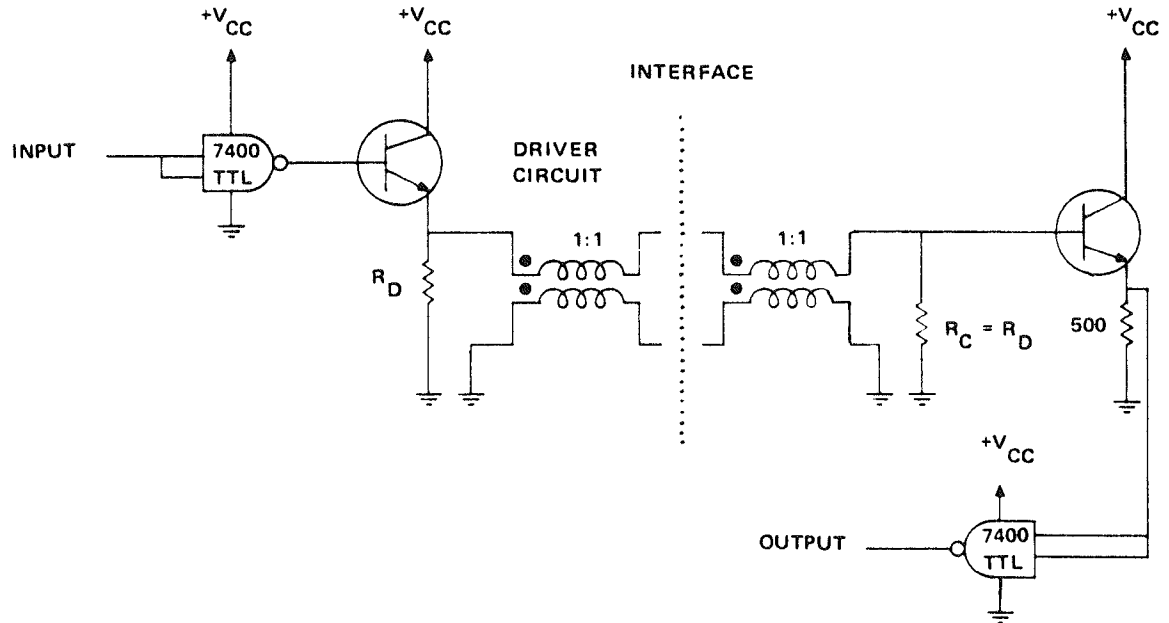 +VCC
+VCC
+VCC
INTERFACE
INPUT
7400
TTL
DRIVER
CIRCUIT
1:1
1:1
RD
RC = RD
500
+VCC
OUTPUT
7400
TTL